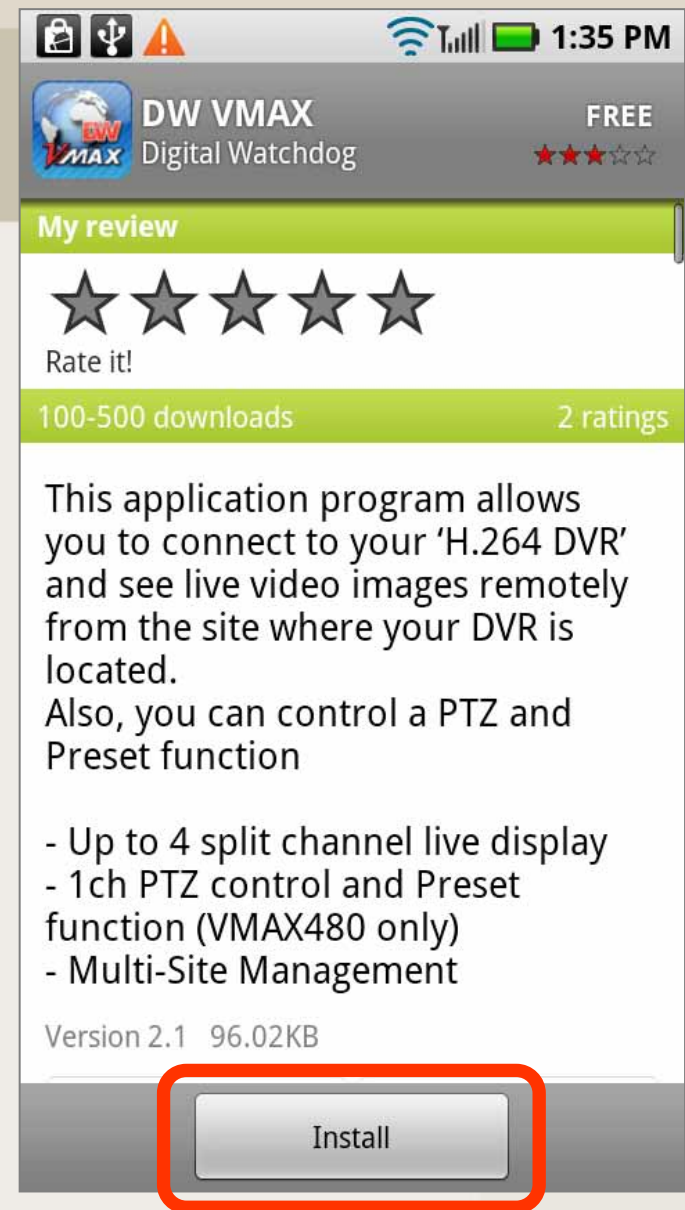 1:35 PM
DW VMAX
FREE
DW
VMAX
Digital Watchdog
My review
Rate it!
100-500 downloads
2 ratings
This application program allows
you to connect to your ‘H.264 DVR’
and see live video images remotely
from the site where your DVR is
located.
Also, you can control a PTZ and
Preset function
- Up to 4 split channel live display
- 1ch PTZ control and Preset
function (VMAX480 only)
- Multi-Site Management
Version 2.1 96.02KB
Install